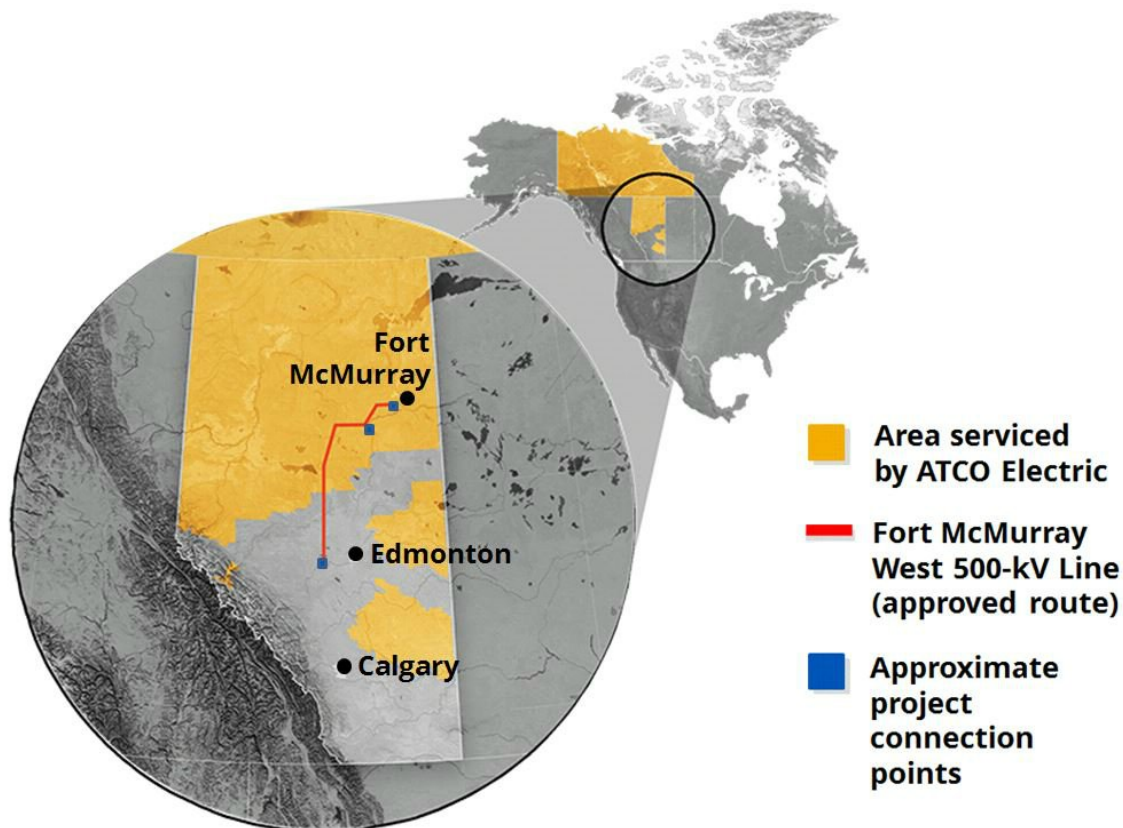 Fort
McMurray
Edmonton
Calgary
Area serviced
by ATCO Electric
Fort McMurray
West 500-kV Line
(approved route)
Approximate
project
connection
points